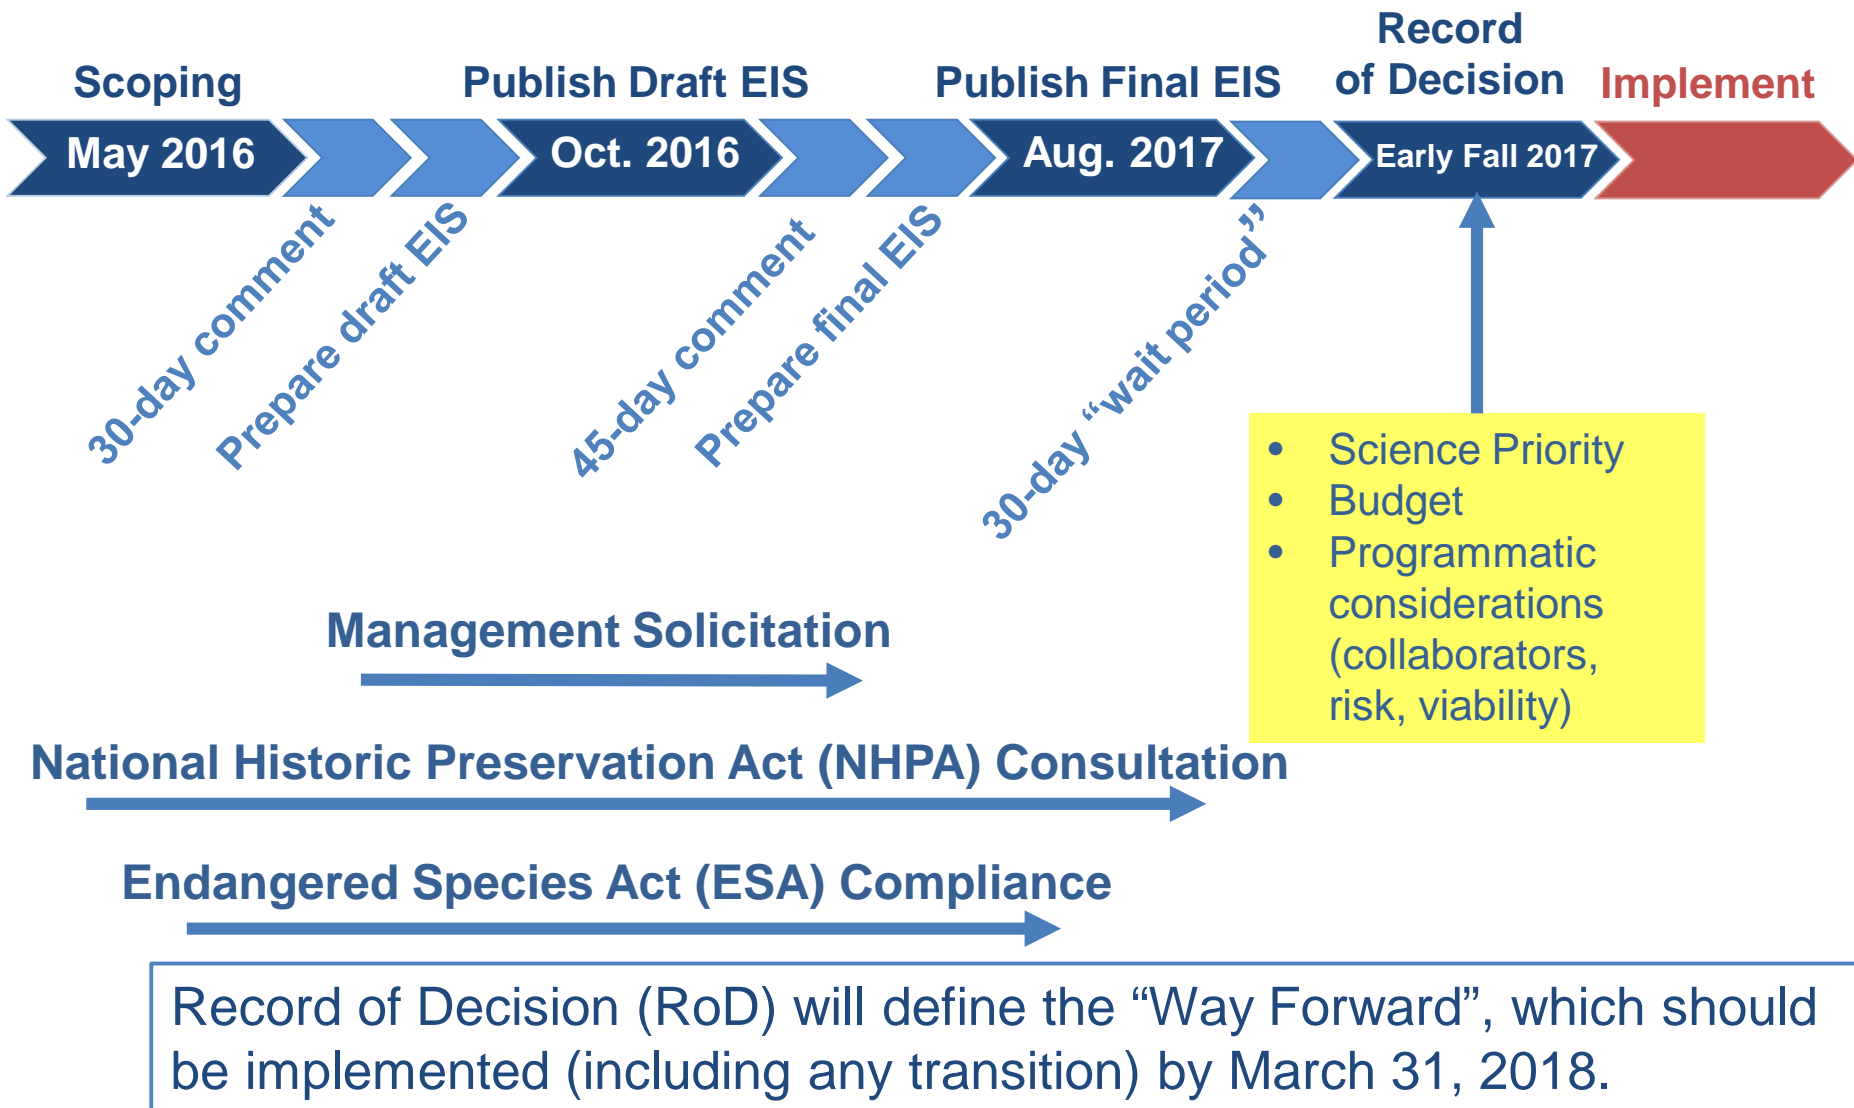 Scoping
Publish Draft EIS
Publish Final EIS
Record
of Decision
Implement
May 2016
Oct. 2016
Aug. 2017
Early Fall 2017
30-day comment
Prepare draft EIS
45-day comment
Prepare final EIS
30-day “wait period”
• Science Priority
• Budget
• Programmatic
considerations
(collaborators,
risk, viability)
Management Solicitation
National Historic Preservation Act (NHPA) Consultation
Endangered Species Act (ESA) Compliance
Record of Decision (RoD) will define the “Way Forward”, which should
be implemented (including any transition) by March 31, 2018.